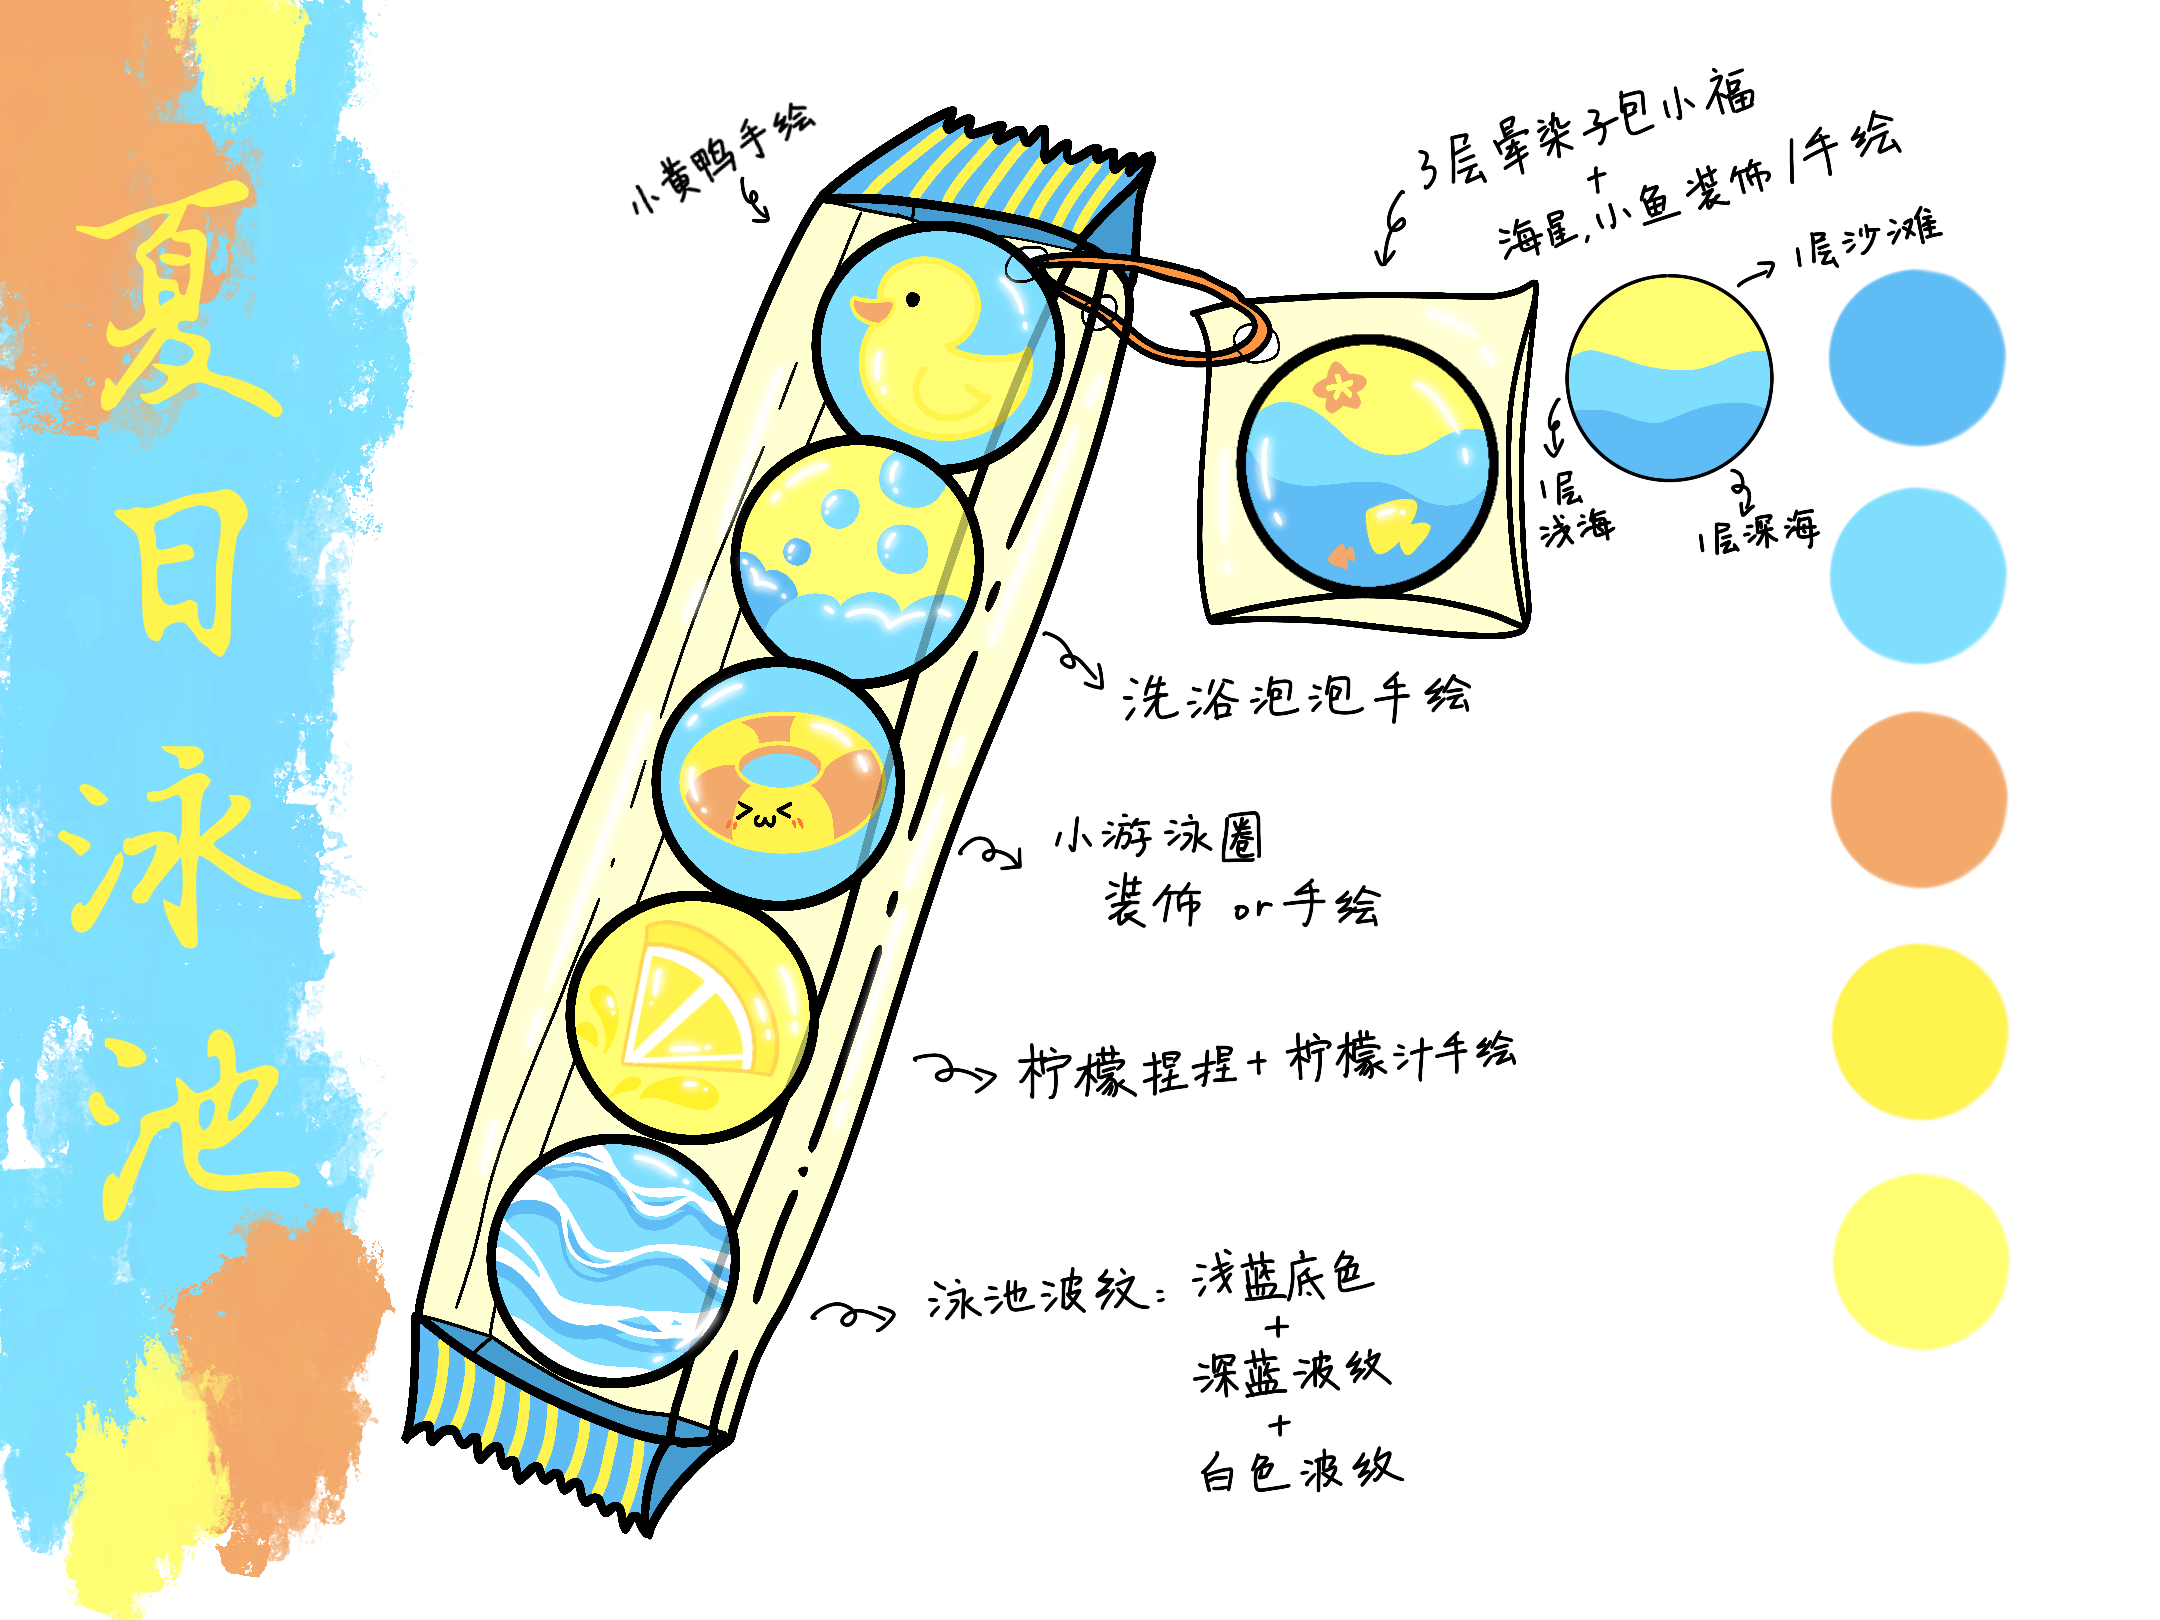 夏日泳池
小黄鸭手绘
3层晕染子包小福
+
海星,小鱼装饰/手绘
1层沙滩
1层
浅海
1层深海
洗浴泡泡手绘
小游泳圈
装饰 or手绘
柠檬捏捏+柠檬汁手绘
泳池波纹:浅蓝底色
+
深蓝波纹
+
白色波纹